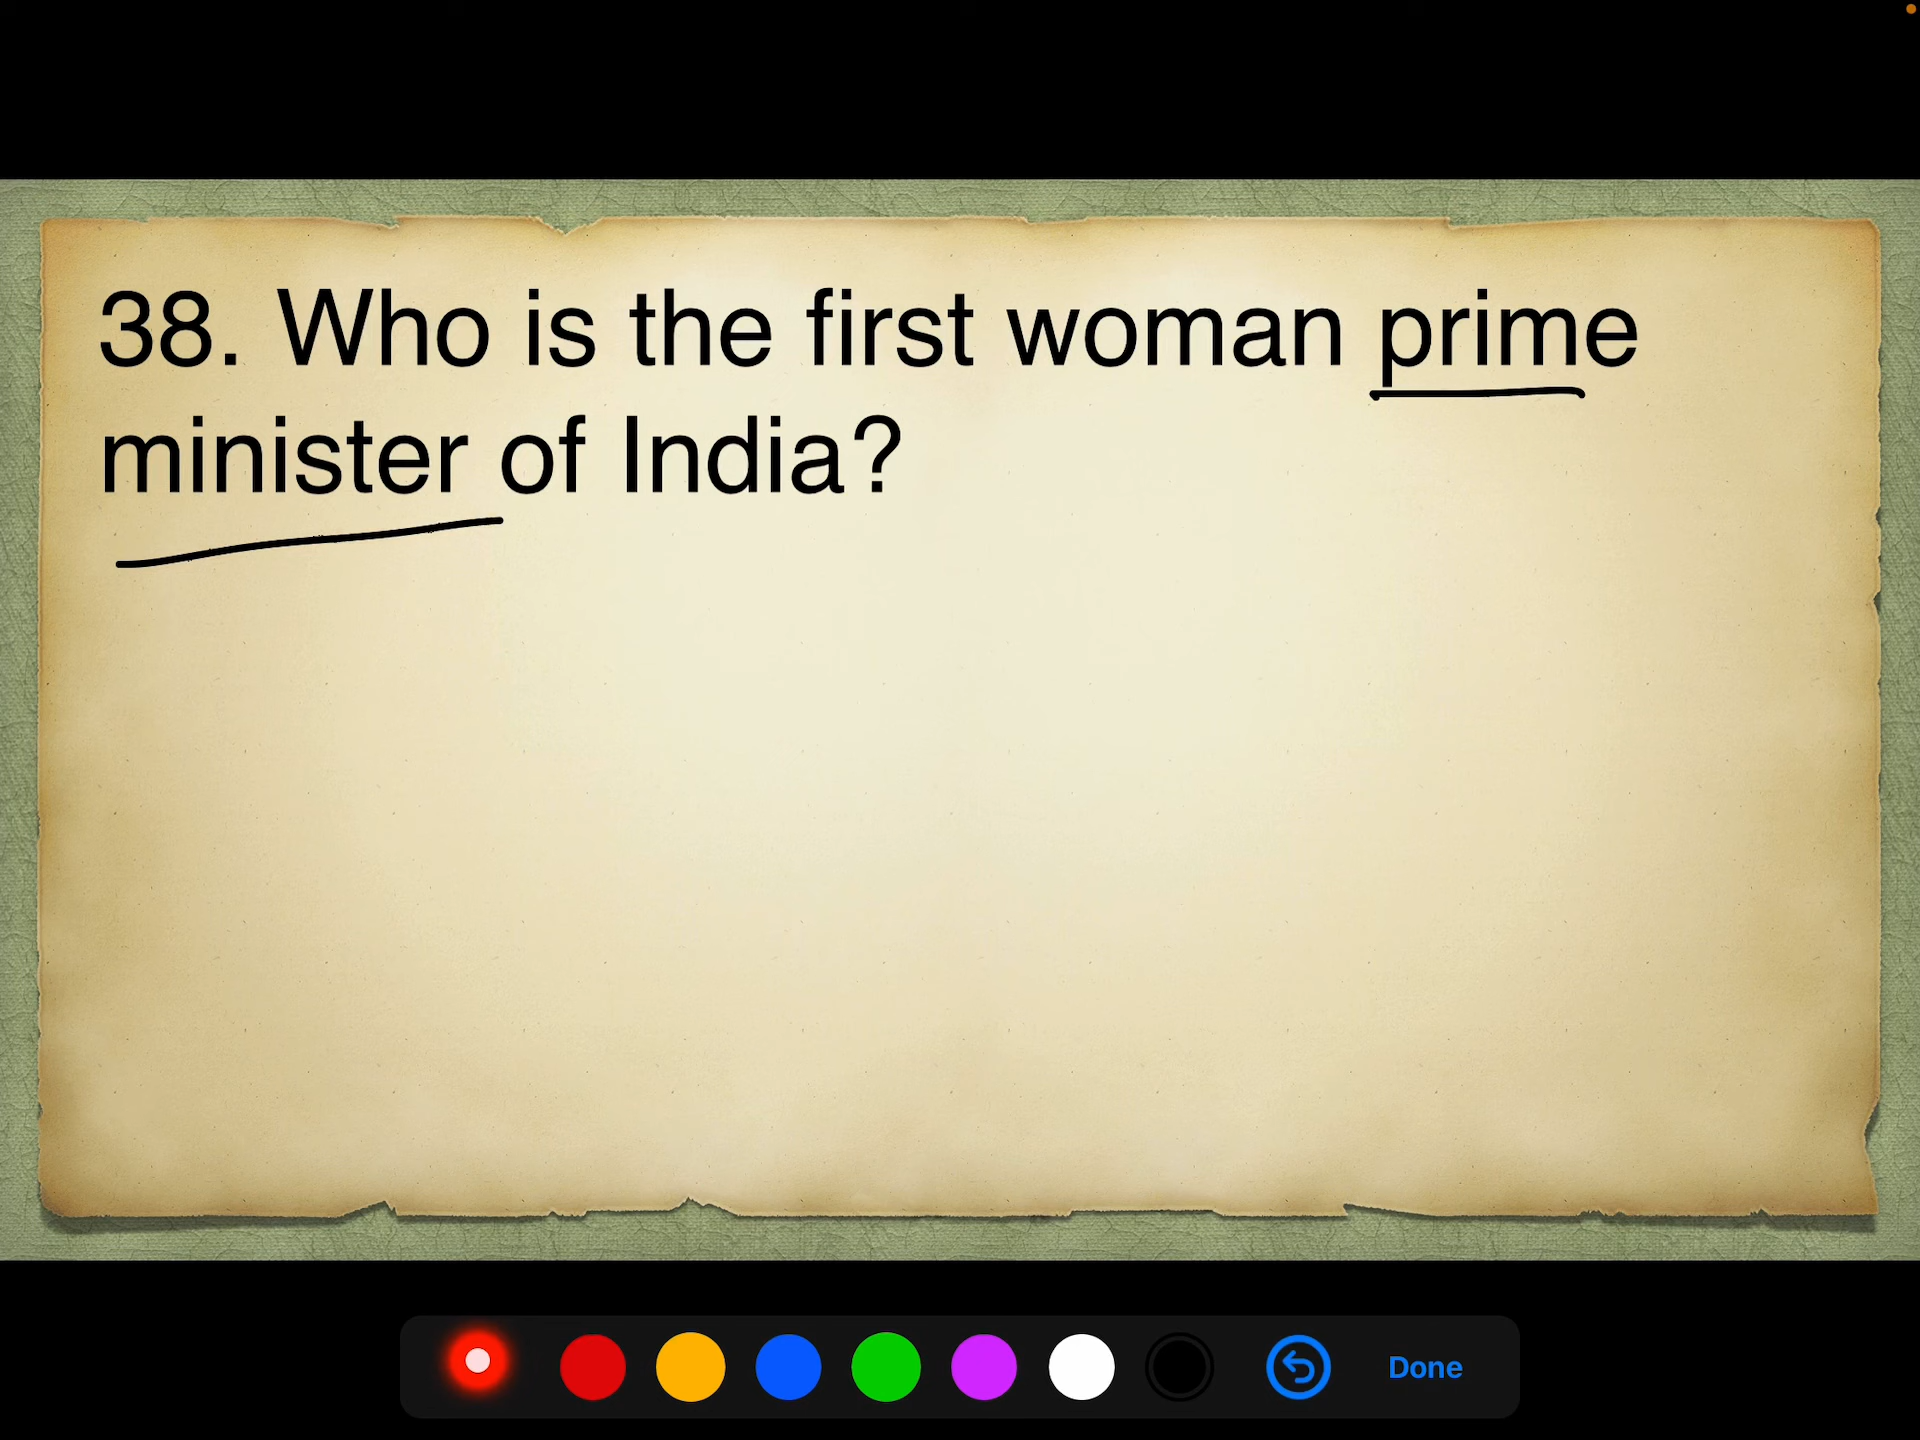 38. Who is the first woman prime
minister of India?
Done